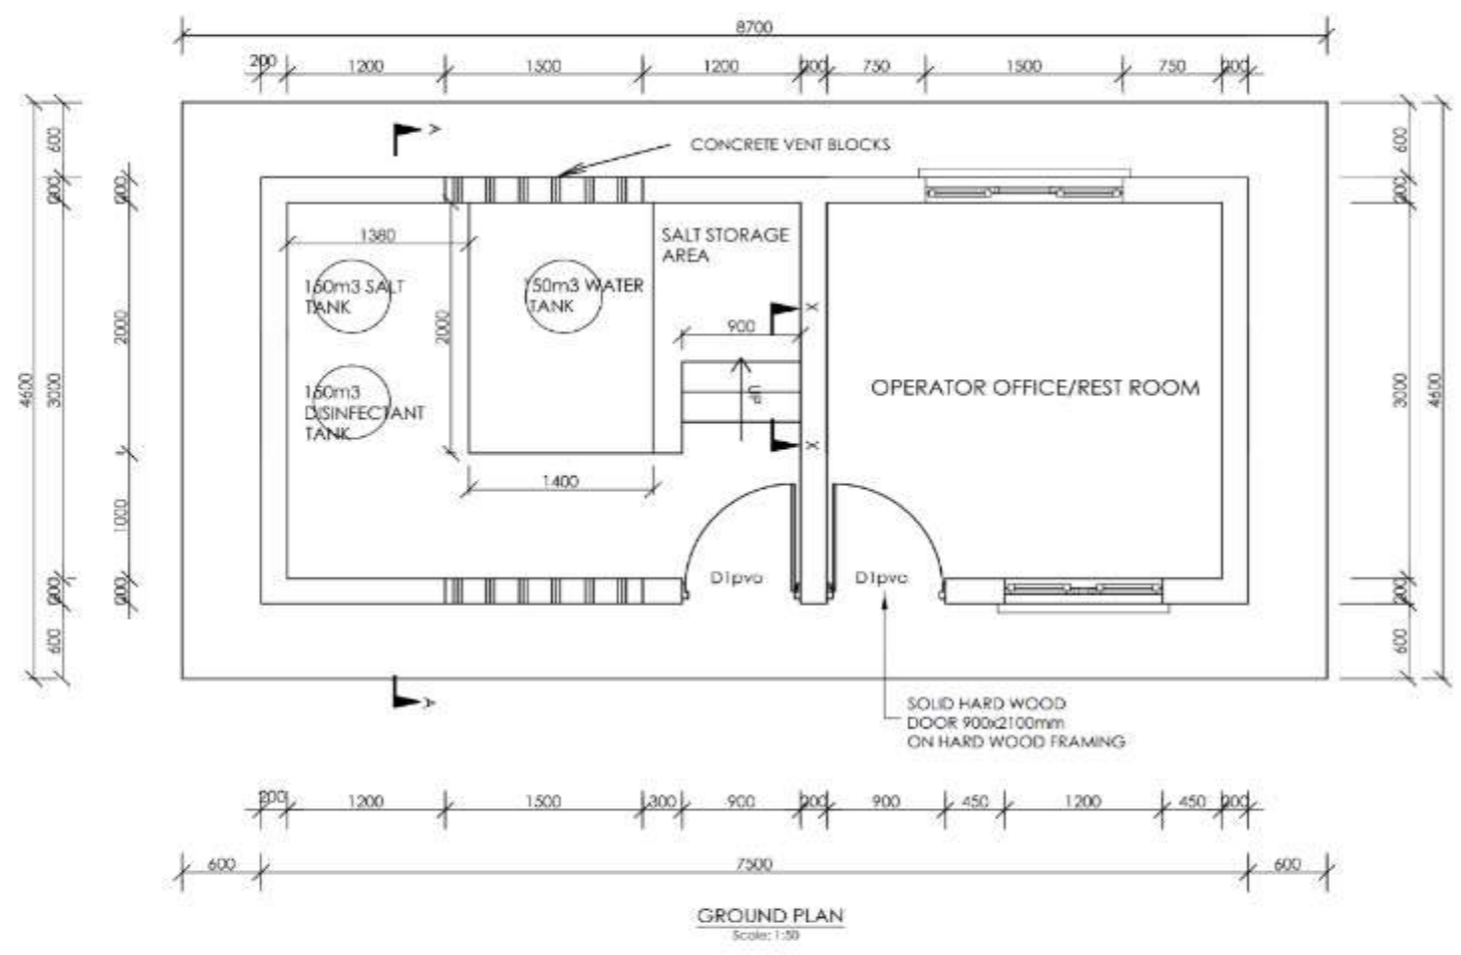 8700
200 1200 1500 1200 200 750 1500 750 200
A
CONCRETE VENT BLOCKS
600 600
200 200 200
1380
SALT STORAGE
AREA
150m3 SALT
TANK
150m3 WATER
TANK
X
900
2000 2000
UP
4600 3000 3000 4600
OPERATOR OFFICE/REST ROOM
150m3
DISINFECTANT
TANK
X
1400
1000
D1pvc D1pvc
200 200 200
600 600
A
SOLID HARD WOOD
DOOR 900x2100mm
ON HARD WOOD FRAMING
200 1200 1500 300 900 200 900 450 1200 450 200
600 7500 600
GROUND PLAN
Scale: 1:50